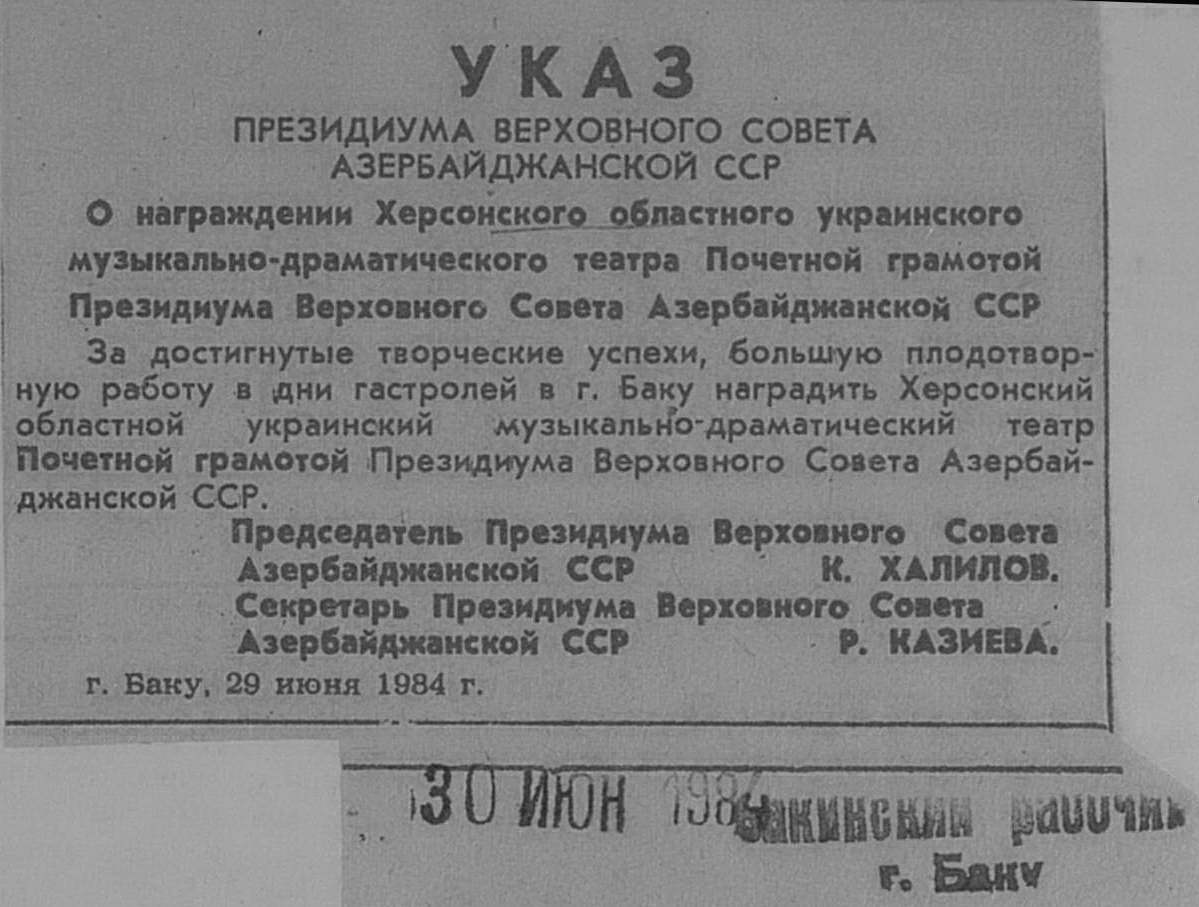 УКАЗ
ПРЕЗИДИУМА ВЕРХОВНОГО СОВЕТА
АЗЕРБАЙДЖАНСКОЙ ССР
О награждении Херсонского областного украинского
музыкально-драматического театра Почетной грамотой
Президиума Верховного Совета Азербайджанской ССР
За достигнутые творческие успехи, большую плодотвор-
ную работу в дни гастролей в г. Баку наградить Херсонский
областной украинский музыкально-драматический театр
Почетной грамотой Президиума Верховного Совета Азербай-
джанской ССР.
Председатель Президиума Верховного Совета
Азербайджанской ССР К. ХАЛИЛОВ.
Секретарь Президиума Верховного Совета
Азербайджанской ССР Р. КАЗИЕВА.
г. Баку, 29 июня 1984 г.
30 ИЮН 1984 Бакинский рабочий
г. Баку